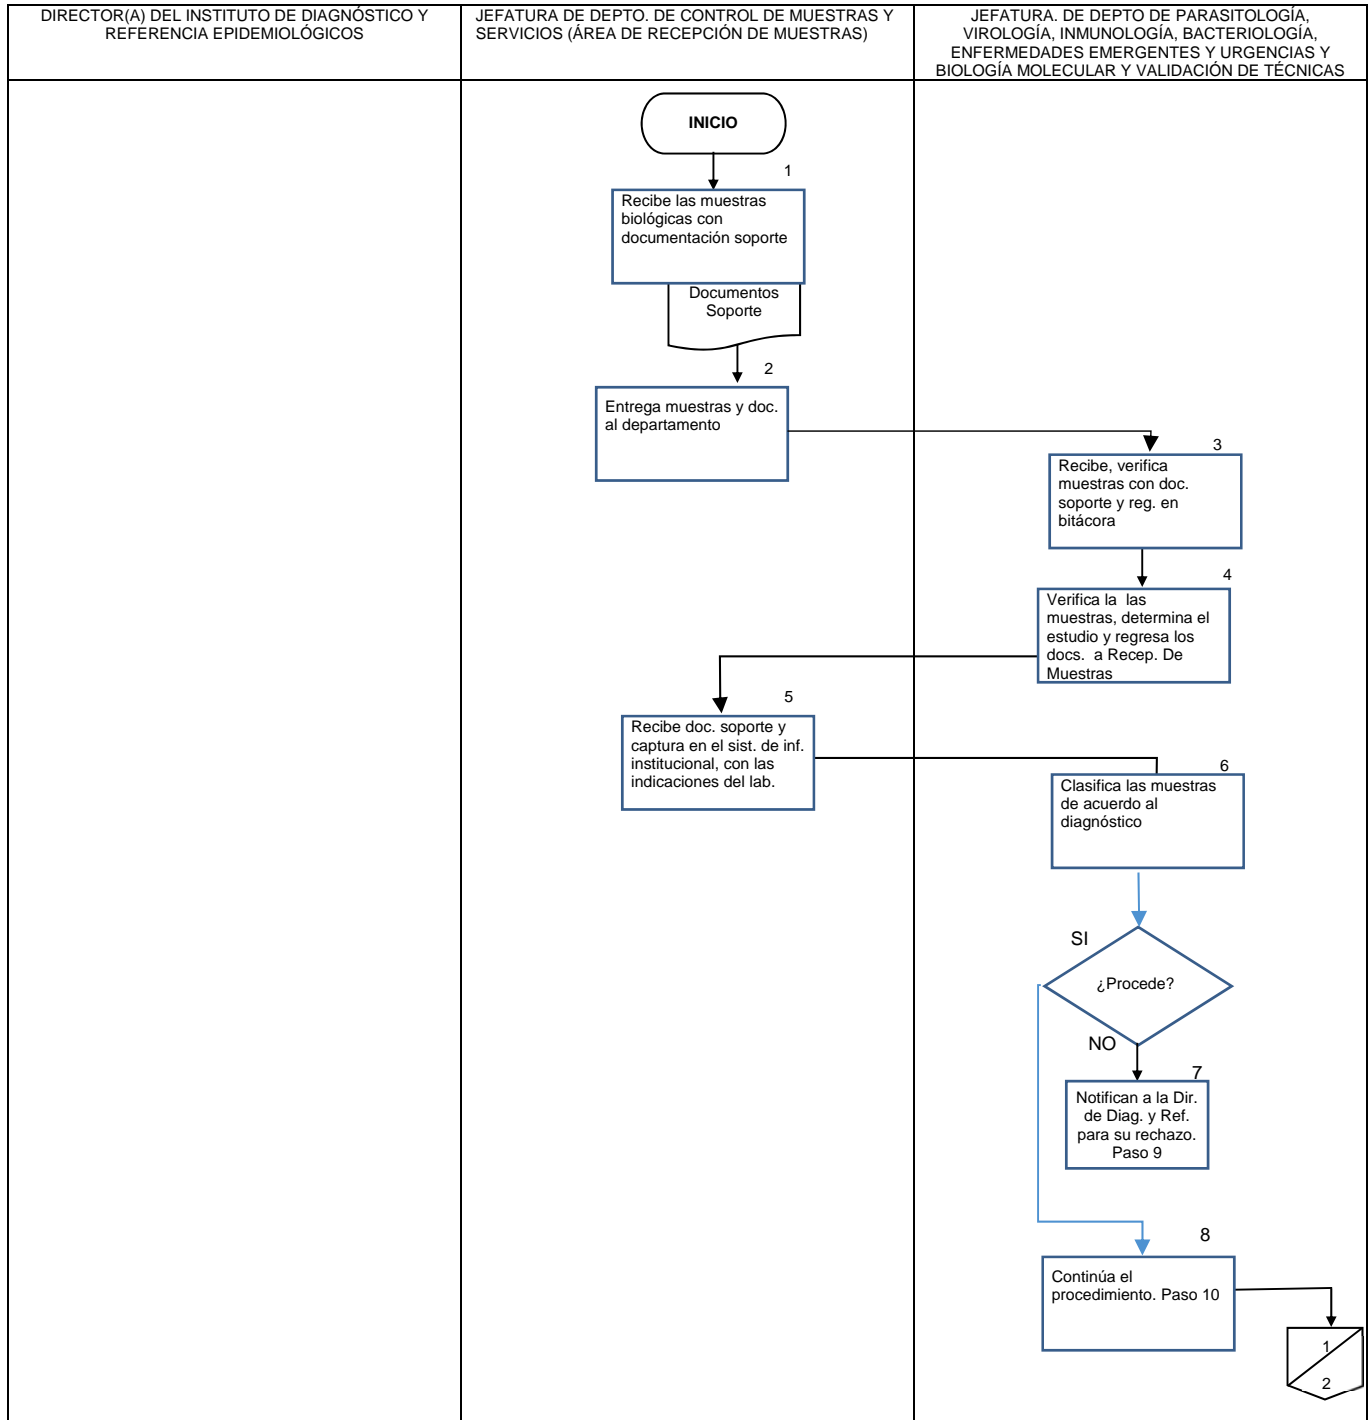 DIRECTOR(A) DEL INSTITUTO DE DIAGNÓSTICO Y
REFERENCIA EPIDEMIOLÓGICOS
JEFATURA DE DEPTO. DE CONTROL DE MUESTRAS Y
SERVICIOS (ÁREA DE RECEPCIÓN DE MUESTRAS)
JEFATURA. DE DEPTO DE PARASITOLOGÍA,
VIROLOGÍA, INMUNOLOGÍA, BACTERIOLOGÍA,
ENFERMEDADES EMERGENTES Y URGENCIAS Y
BIOLOGÍA MOLECULAR Y VALIDACIÓN DE TÉCNICAS
INICIO
1
Recibe las muestras
biológicas con
documentación soporte
Documentos
Soporte
2
Entrega muestras y doc.
al departamento
3
Recibe, verifica
muestras con doc.
soporte y reg. en
bitácora
4
Verifica la  las
muestras, determina el
estudio y regresa los
docs.  a Recep. De
Muestras
5
Recibe doc. soporte y
captura en el sist. de inf.
institucional, con las
indicaciones del lab.
6
Clasifica las muestras
de acuerdo al
diagnóstico
SI
¿Procede?
NO
7
Notifican a la Dir.
de Diag. y Ref.
para su rechazo.
Paso 9
8
Continúa el
procedimiento. Paso 10
1
2